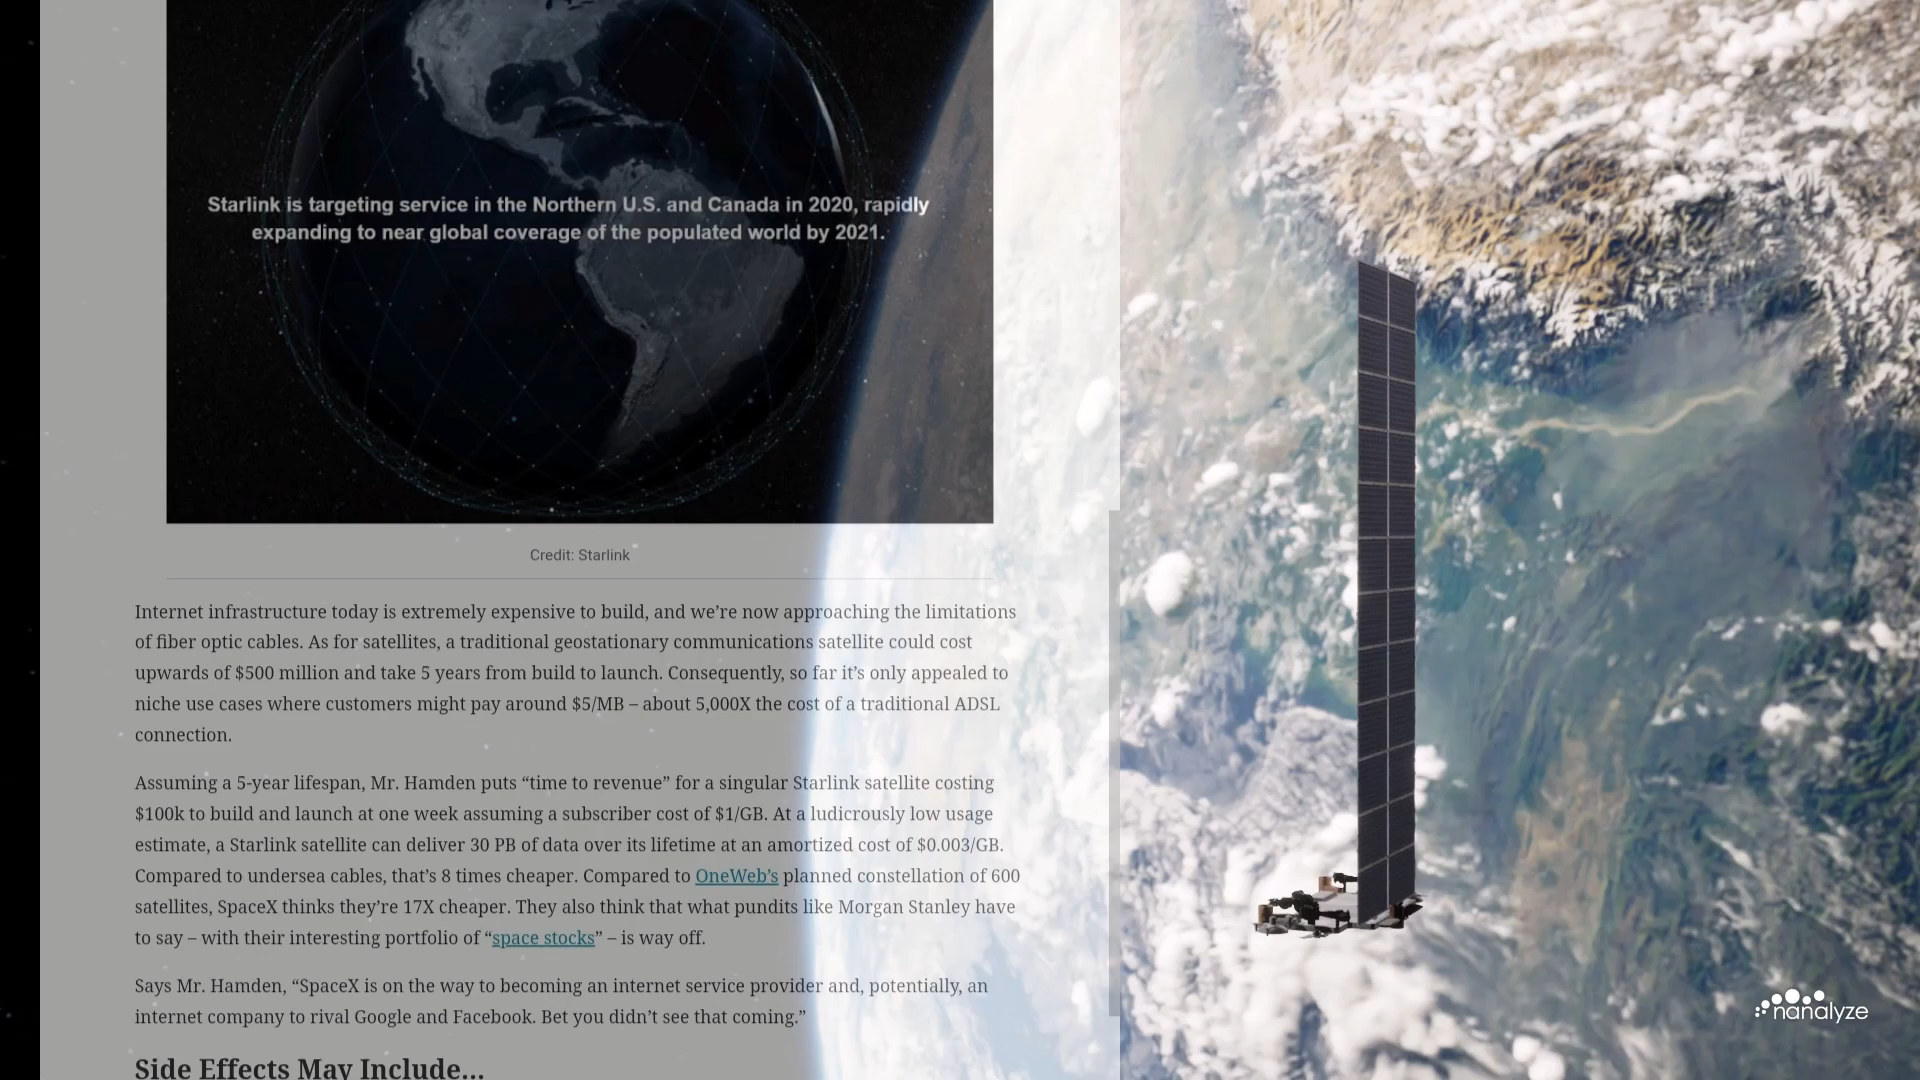 Starlink is targeting service in the Northern U.S. and Canada in 2020, rapidly
expanding to near global coverage of the populated world by 2021.
Credit: Starlink
Internet infrastructure today is extremely expensive to build, and we’re now approaching the limitations
of fiber optic cables. As for satellites, a traditional geostationary communications satellite could cost
upwards of $500 million and take 5 years from build to launch. Consequently, so far it’s only appealed to
niche use cases where customers might pay around $5/MB – about 5,000X the cost of a traditional ADSL
connection.
Assuming a 5-year lifespan, Mr. Hamden puts “time to revenue” for a singular Starlink satellite costing
$100k to build and launch at one week assuming a subscriber cost of $1/GB. At a ludicrously low usage
estimate, a Starlink satellite can deliver 30 PB of data over its lifetime at an amortized cost of $0.003/GB.
Compared to undersea cables, that’s 8 times cheaper. Compared to OneWeb’s planned constellation of 600
satellites, SpaceX thinks they’re 17X cheaper. They also think that what pundits like Morgan Stanley have
to say – with their interesting portfolio of “space stocks” – is way off.
Says Mr. Hamden, “SpaceX is on the way to becoming an internet service provider and, potentially, an
internet company to rival Google and Facebook. Bet you didn’t see that coming.”
Side Effects May Include…
nanalyze